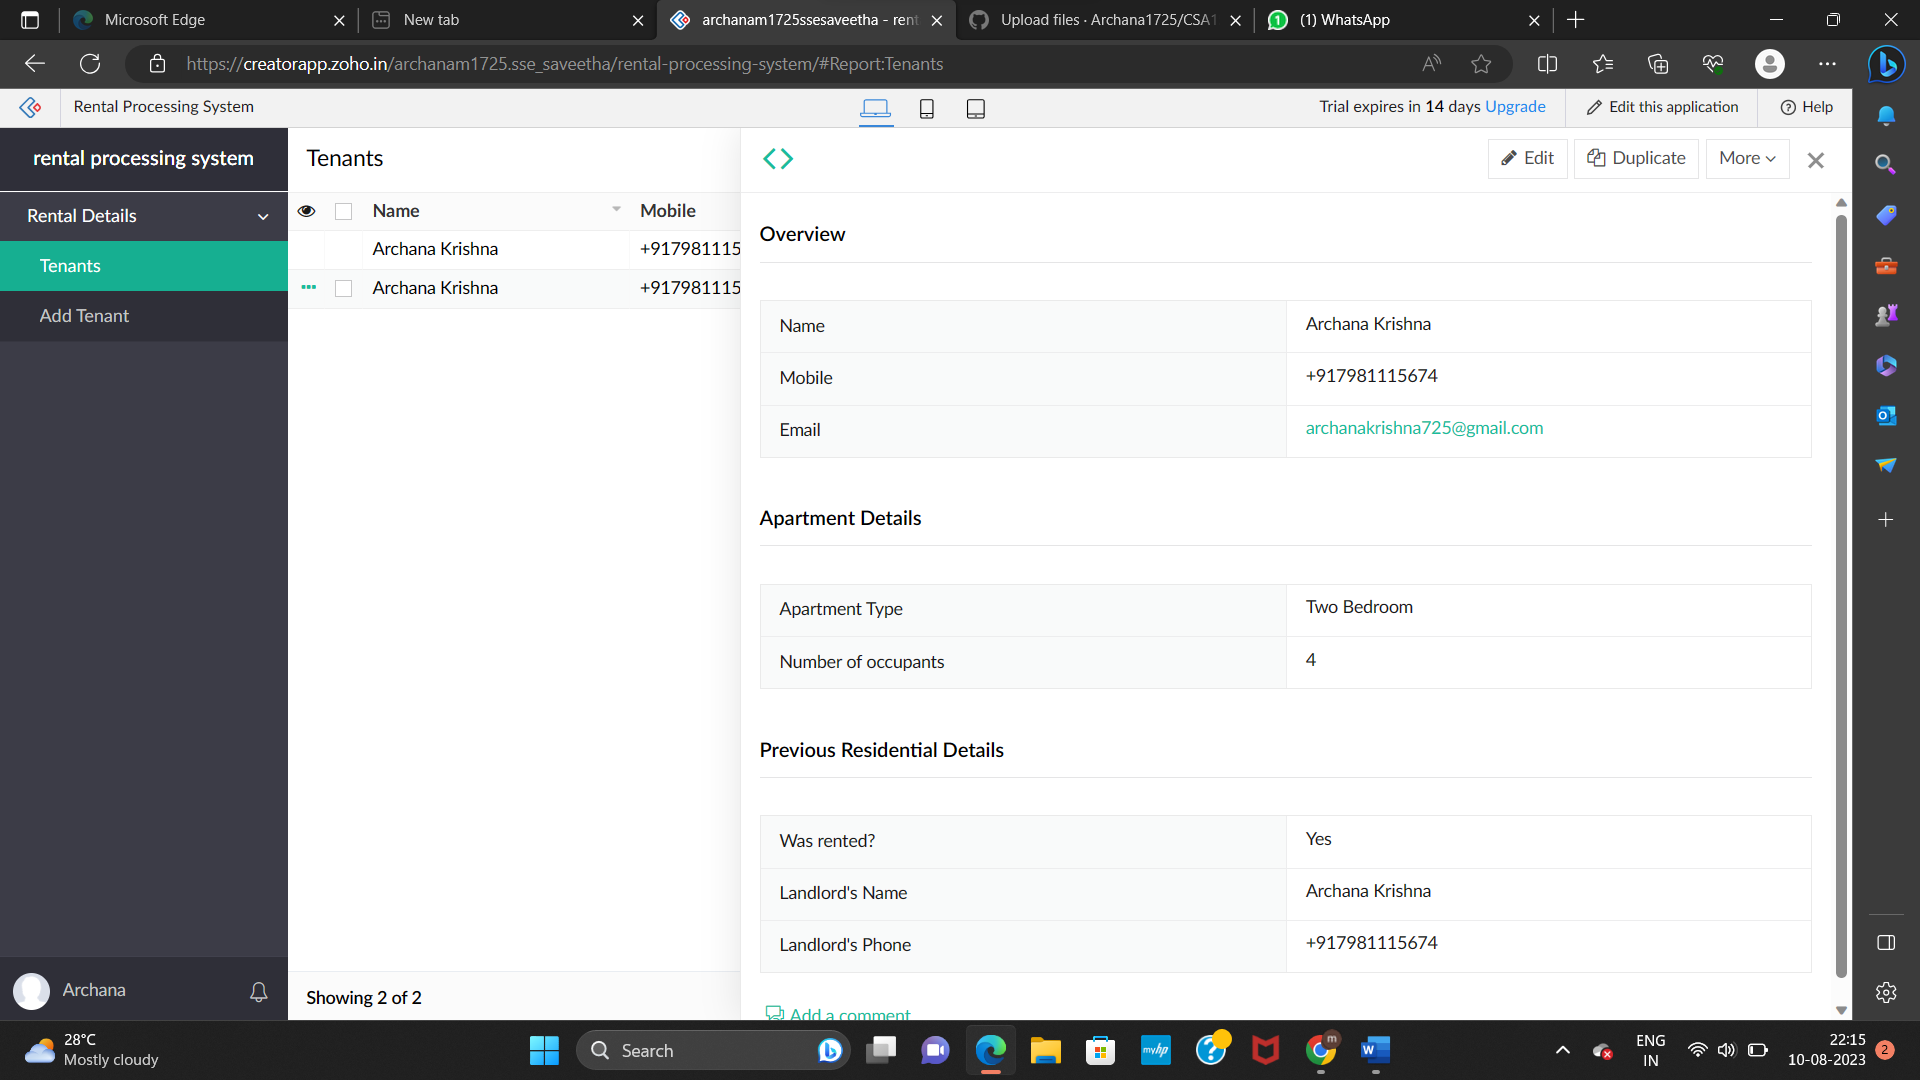 Microsoft Edge
New tab
archanam1725ssesaveetha - rent
Upload files · Archana1725/CSA1
(1) WhatsApp
https://creatorapp.zoho.in/archanam1725.sse_saveetha/rental-processing-system/#Report:Tenants
Rental Processing System
Trial expires in 14 days Upgrade
Edit this application
Help
rental processing system
Tenants
Edit
Duplicate
More
Rental Details
Tenants
Add Tenant
Name
Mobile
Archana Krishna
+917981115
Archana Krishna
+917981115
Overview
Name
Archana Krishna
Mobile
+917981115674
Email
archanakrishna725@gmail.com
Apartment Details
Apartment Type
Two Bedroom
Number of occupants
4
Previous Residential Details
Was rented?
Yes
Landlord's Name
Archana Krishna
Landlord's Phone
+917981115674
Add a comment
Archana
Showing 2 of 2
28°C
Mostly cloudy
Search
myhp
m
W
ENG
IN
22:15
10-08-2023
2